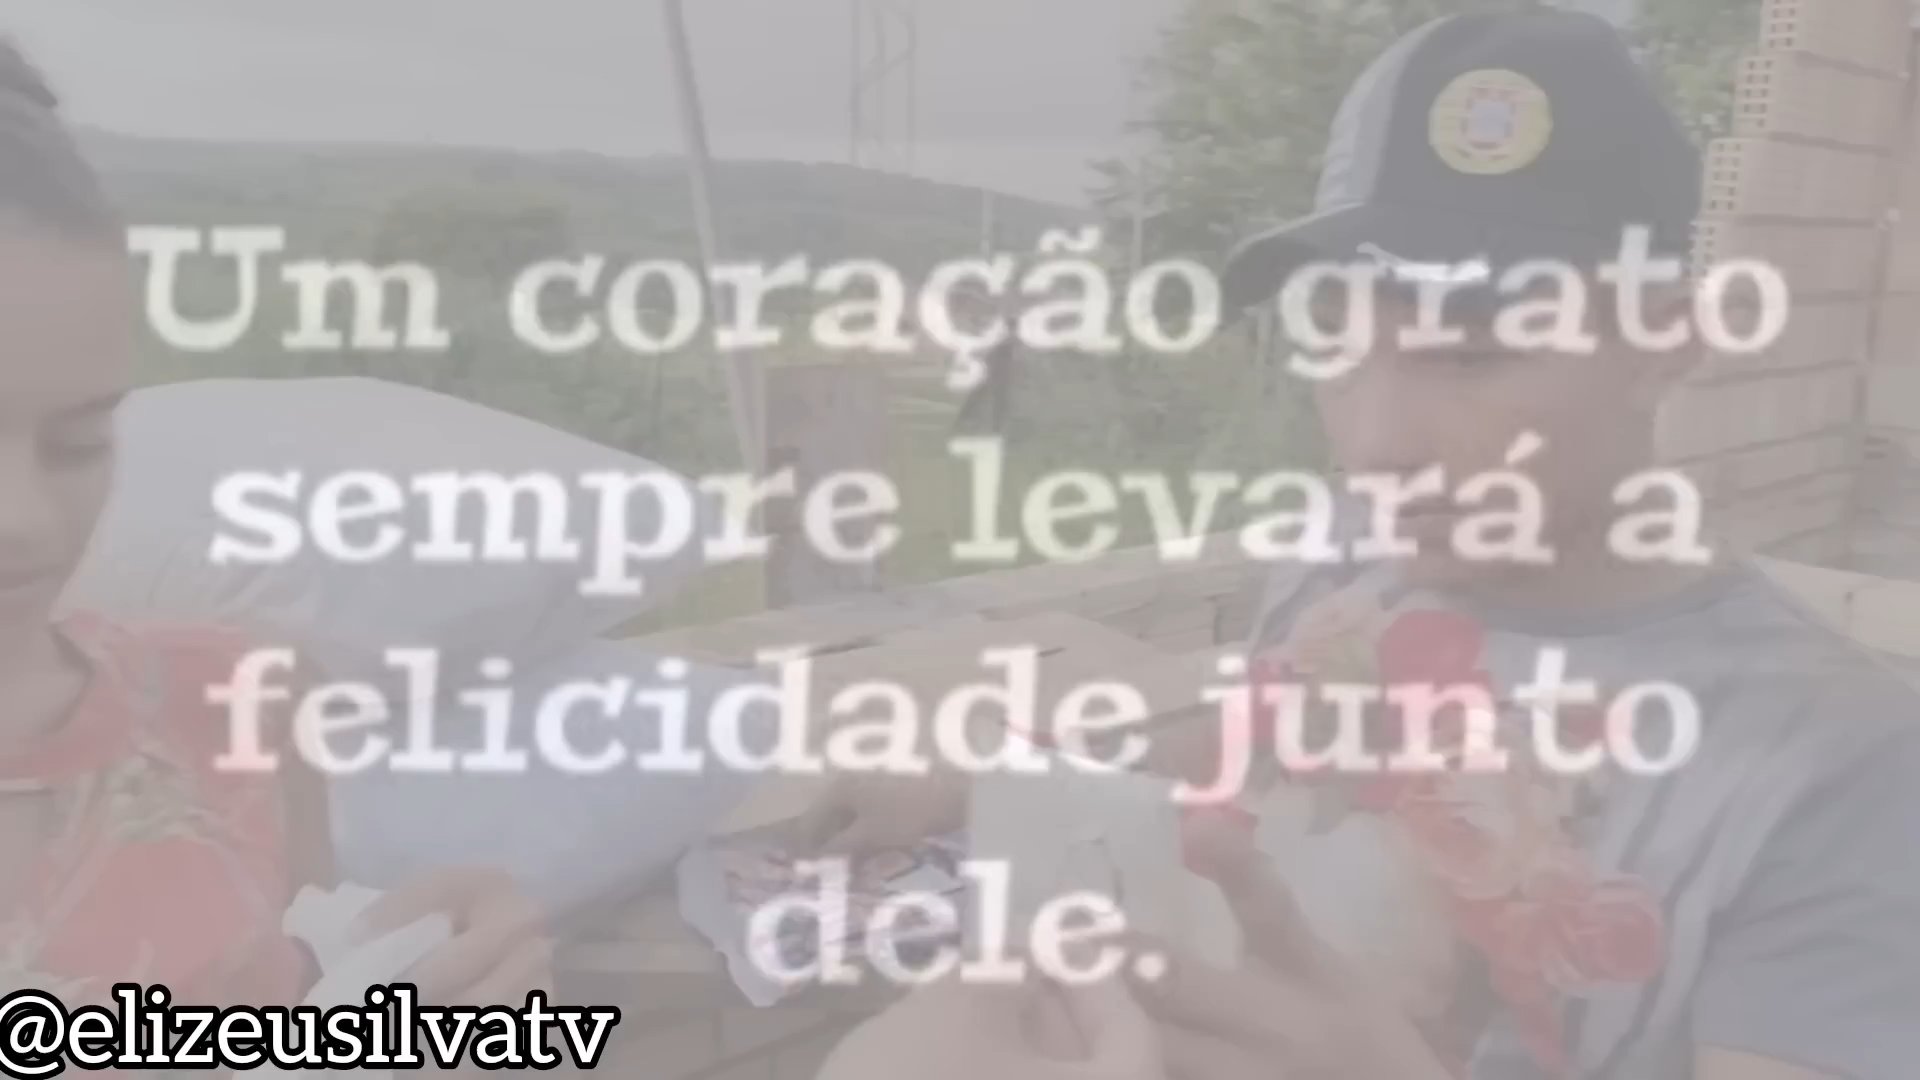 Um coração grato
sempre levará a
felicidade junto
dele.
@elizeusilvatv